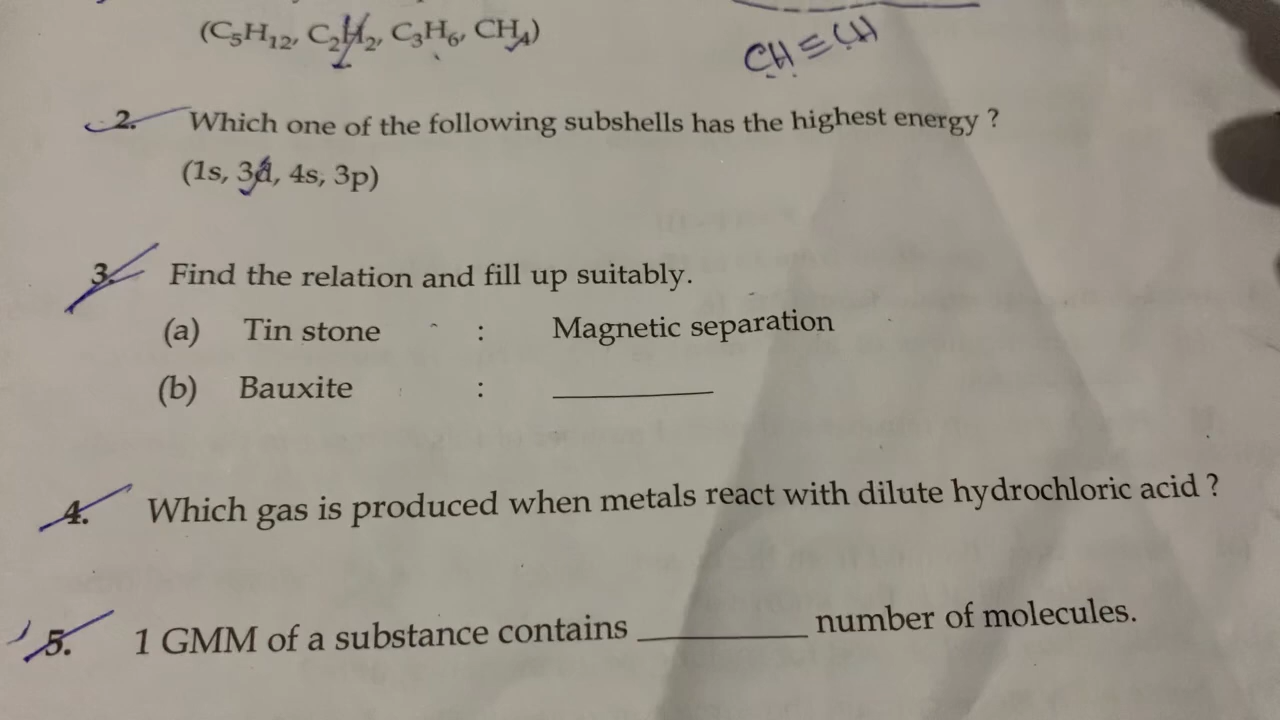 (C₅H₁₂, C₂H₂, C₃H₆, CH₄)
CH≡CH
2. Which one of the following subshells has the highest energy ?
(1s, 3d, 4s, 3p)
3. Find the relation and fill up suitably.
(a) Tin stone : Magnetic separation
(b) Bauxite : ________
4. Which gas is produced when metals react with dilute hydrochloric acid ?
5. 1 GMM of a substance contains ________ number of molecules.